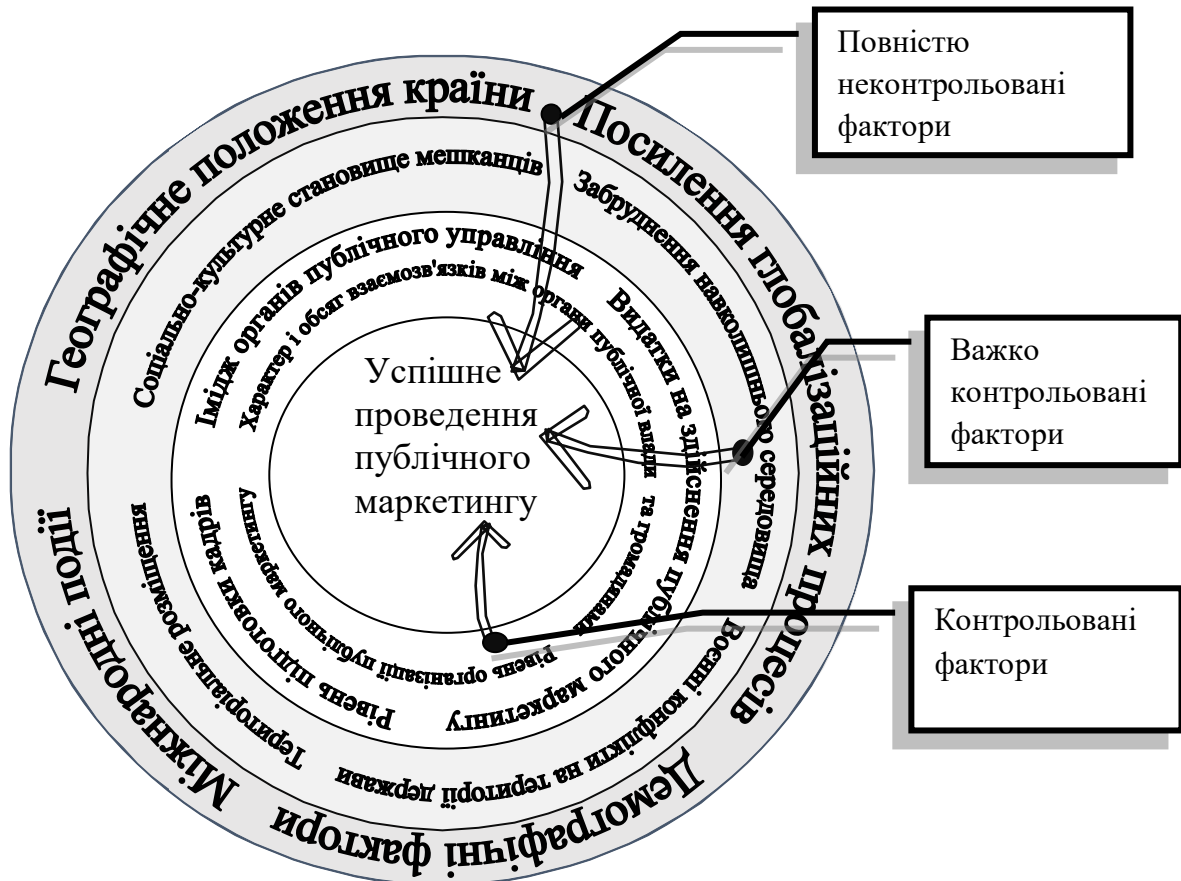 Повністю
неконтрольовані
фактори
Важко
контрольовані
фактори
Контрольовані
фактори
Географічне положення країни
Посилення глобалізаційних процесів
Демографічні фактори
Міжнародні події
Соціально-культурне становище мешканців
Забруднення навколишнього середовища
Воєнні конфлікти на території держави
Територіальне розміщення
Імідж органів публічного управління
Видатки на здійснення публічного маркетингу
Рівень підготовки кадрів
Характер і обсяг взаємозв'язків між органи публічної влади та громадянами
Рівень організації публічного маркетингу
Успішне
проведення
публічного
маркетингу